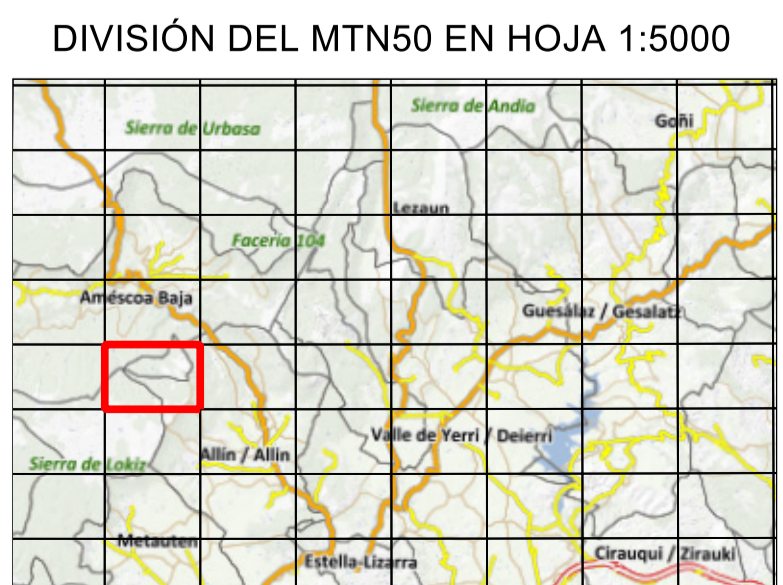 DIVISIÓN DEL MTN50 EN HOJA 1:5000
Sierra de Andia
Goñi
Sierra de Urbasa
Lezaun
Facería 104
Améscoa Baja
Guesálaz / Gesalatz
Valle de Yerri / Deierri
Allín / Allin
Sierra de Lokiz
Metauten
Cirauqui / Zirauki
Estella-Lizarra